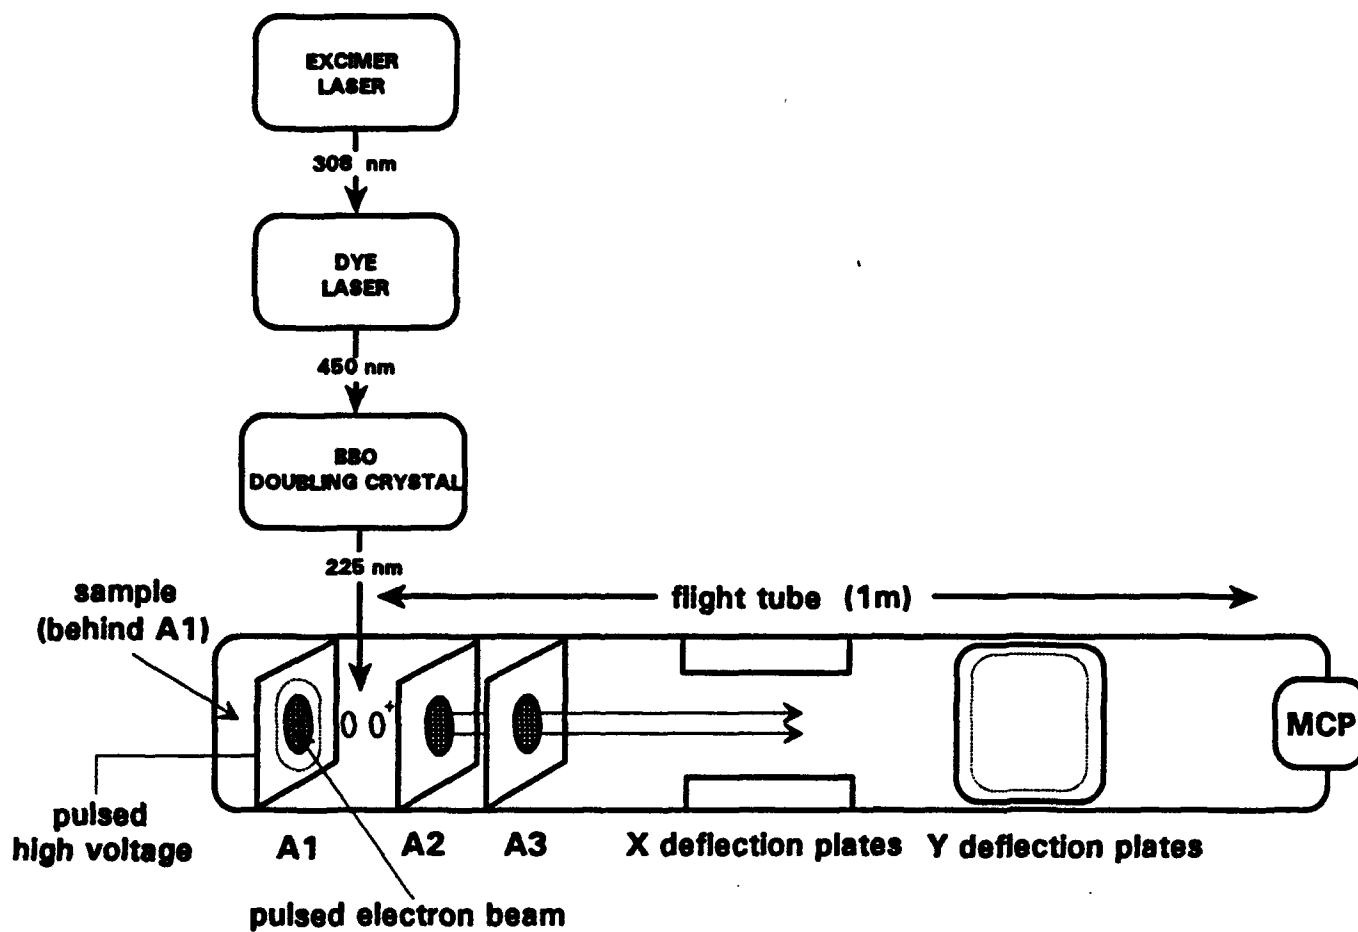 EXCIMER
LASER
308 nm
DYE
LASER
450 nm
BBO
DOUBLING CRYSTAL
225 nm
sample
(behind A1)
flight tube (1m)
O O+
MCP
pulsed
high voltage
A1
A2
A3
X deflection plates
Y deflection plates
pulsed electron beam